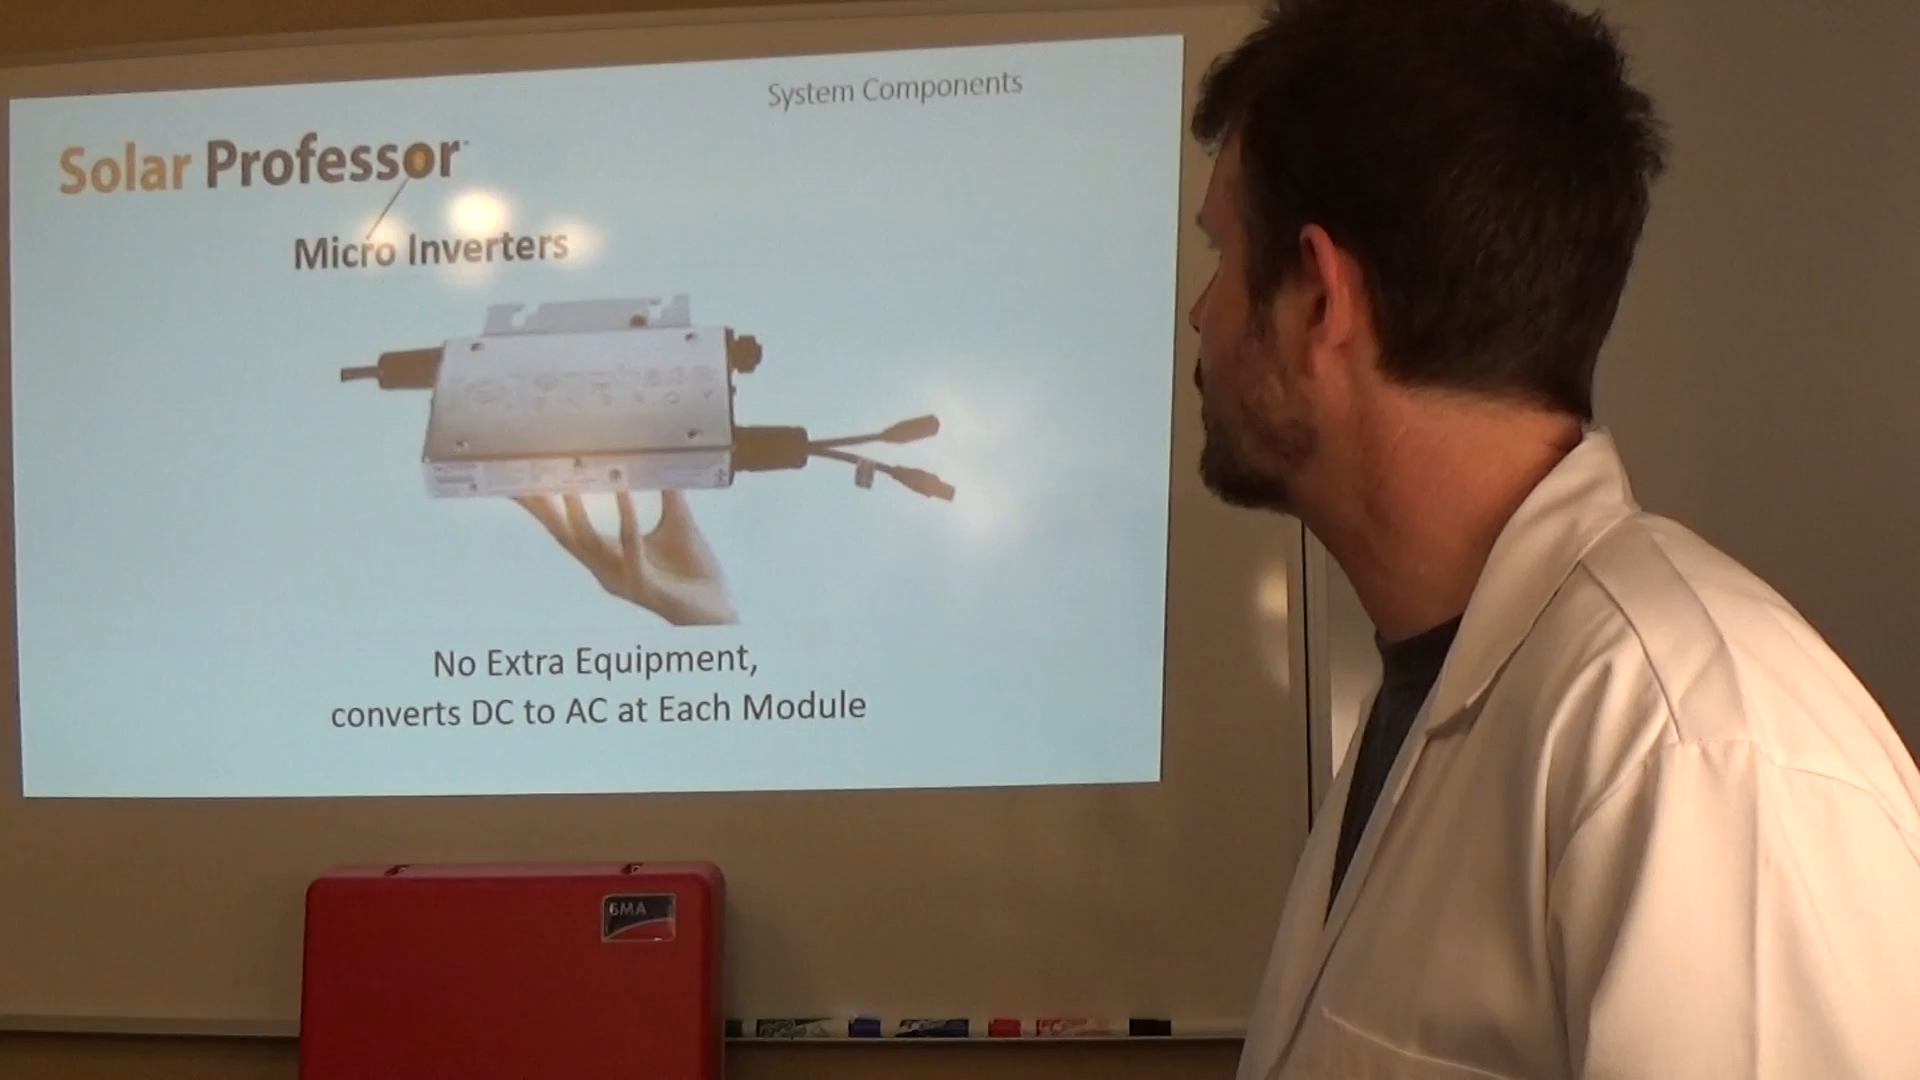 System Components
Solar Professor
Micro Inverters
No Extra Equipment,
converts DC to AC at Each Module
SMA